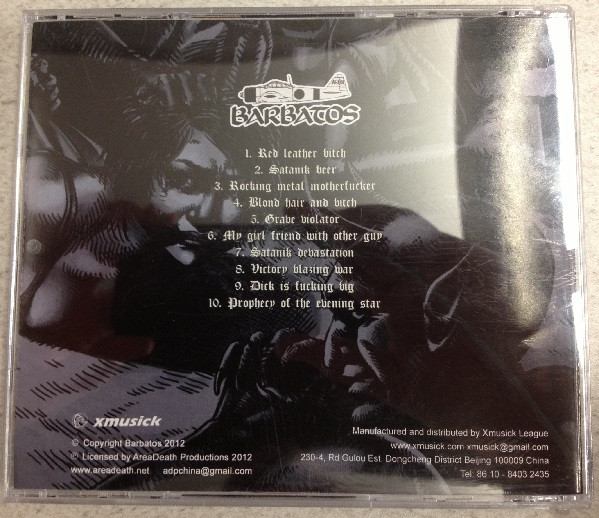 BARBATOS
1. Red leather bitch
2. Satanik beer
3. Rocking metal motherfucker
4. Blond hair and bitch
5. Grave violator
6. My girl friend with other guy
7. Satanik devastation
8. Victory blazing war
9. Dick is fucking big
10. Prophecy of the evening star
xmusick
© Copyright Barbatos 2012
© Licensed by AreaDeath Productions 2012
www.areadeath.net adpchina@gmail.com
Manufactured and distributed by Xmusick League
www.xmusick.com xmusick@gmail.com
230-4, Rd Gulou Est. Dongcheng District Beijing 100009 China
Tel: 86 10 - 8403 2435